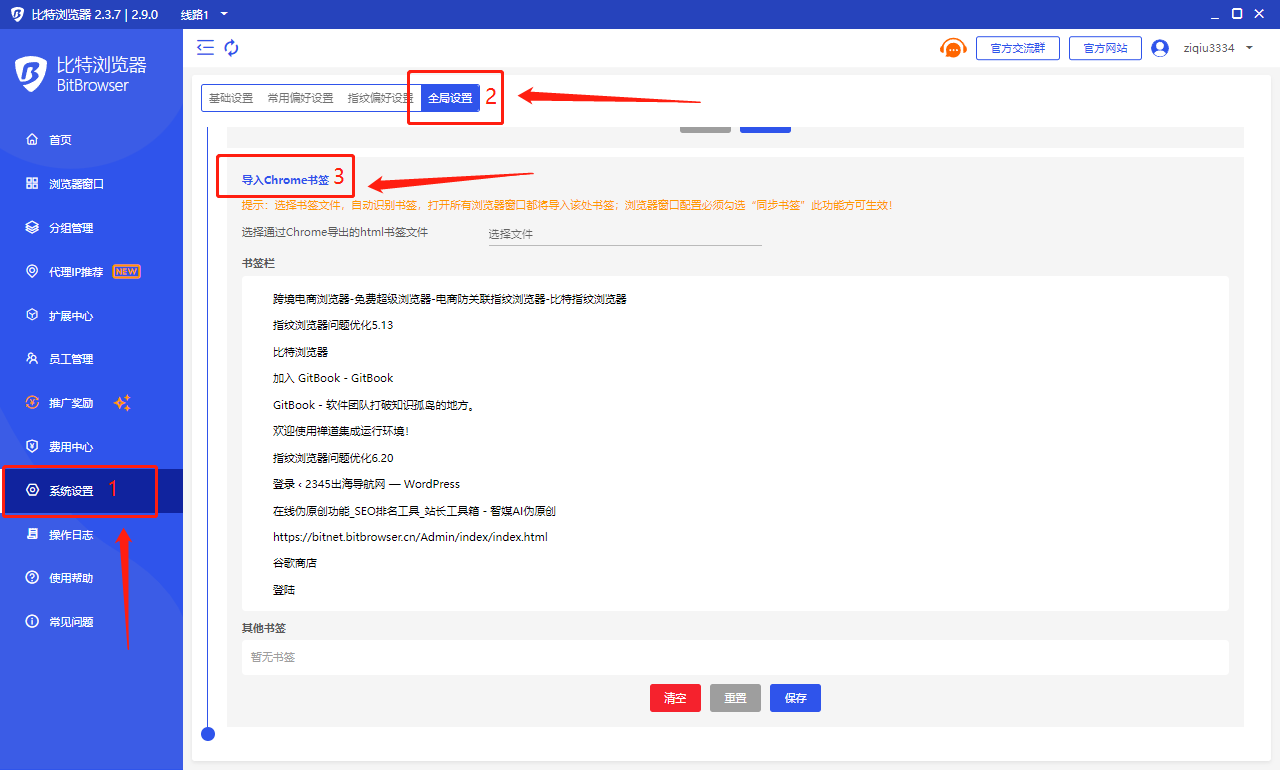 比特浏览器 2.3.7 | 2.9.0 线路1
比特浏览器
BitBrowser
首页
浏览器窗口
分组管理
代理IP推荐 NEW
扩展中心
员工管理
推广奖励
费用中心
系统设置 1
操作日志
使用帮助
常见问题
官方交流群 官方网站 ziqiu3334
基础设置 常用偏好设置 指纹偏好设置 全局设置 2
导入Chrome书签 3
提示：选择书签文件，自动识别书签，打开所有浏览器窗口都将导入该处书签；浏览器窗口配置必须勾选“同步书签”此功能方可生效！
选择通过Chrome导出的html书签文件 选择文件
书签栏
跨境电商浏览器-免费超级浏览器-电商防关联指纹浏览器-比特指纹浏览器
指纹浏览器问题优化5.13
比特浏览器
加入 GitBook - GitBook
GitBook - 软件团队打破知识孤岛的地方。
欢迎使用禅道集成运行环境！
指纹浏览器问题优化6.20
登录 ‹ 2345出海导航网 — WordPress
在线伪原创功能_SEO排名工具_站长工具箱 - 智媒AI伪原创
https://bitnet.bitbrowser.cn/Admin/index/index.html
谷歌商店
登陆
其他书签
暂无书签
清空 重置 保存